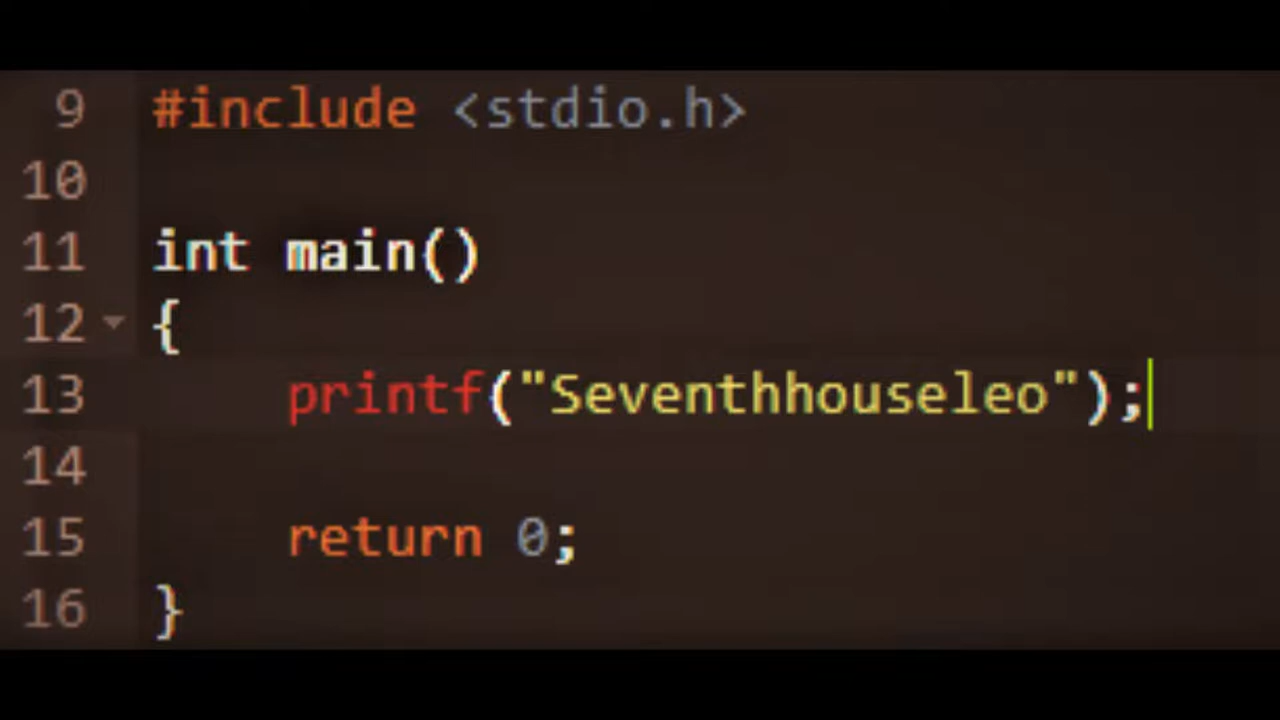 9 #include <stdio.h>
10
11 int main()
12 {
13     printf("Seventhhouseleo");
14
15     return 0;
16 }